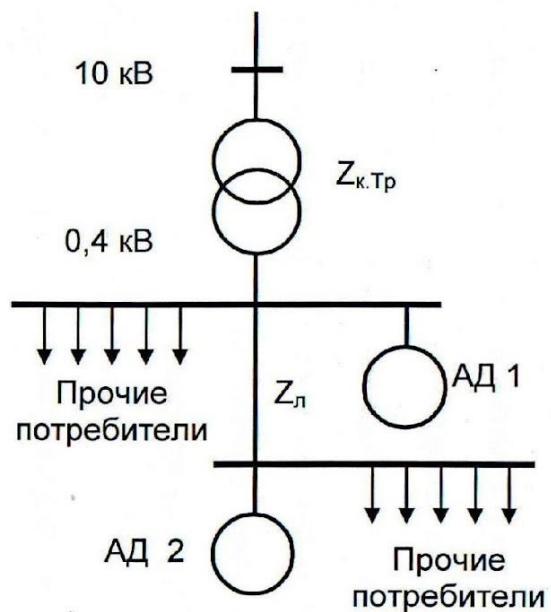 10 кВ
Zк.Тр
0,4 кВ
АД 1
Прочие
потребители
Zл
АД 2
Прочие
потребители